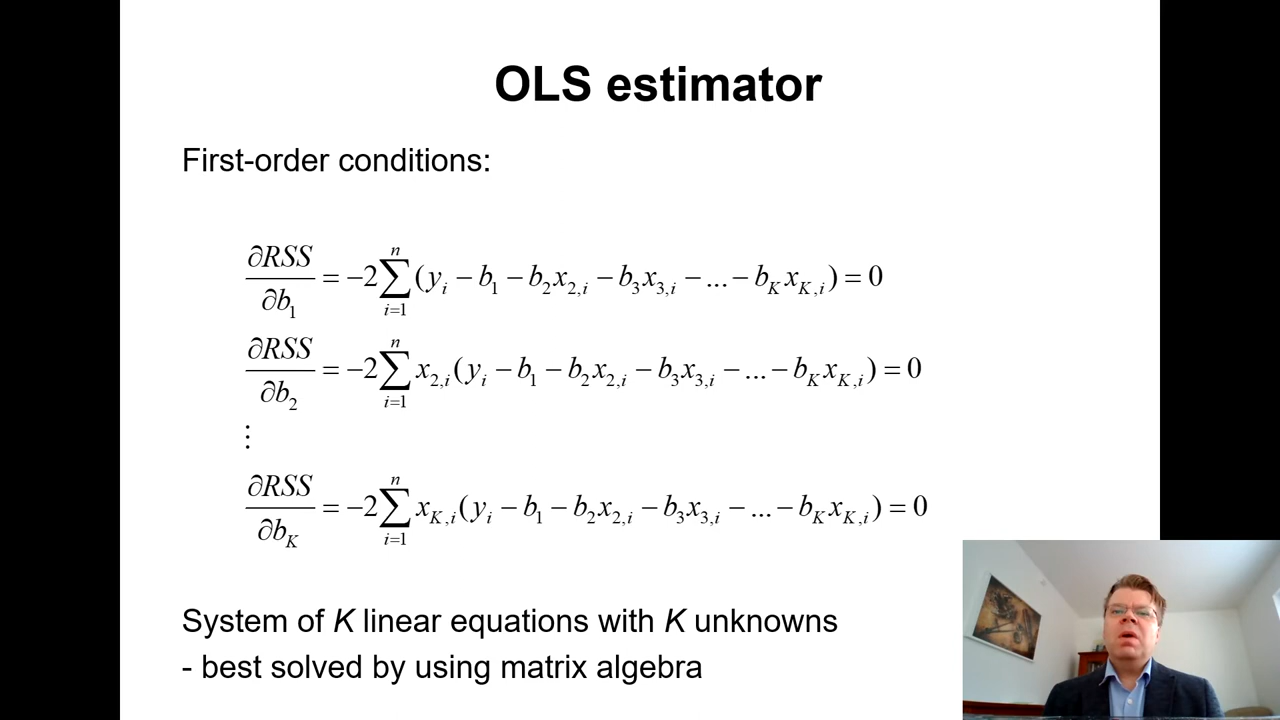 OLS estimator
First-order conditions:
∂RSS/∂b₁ = −2∑ᵢ₌₁ⁿ (yᵢ − b₁ − b₂x₂,ᵢ − b₃x₃,ᵢ − ... − b_K x_K,ᵢ) = 0
∂RSS/∂b₂ = −2∑ᵢ₌₁ⁿ x₂,ᵢ(yᵢ − b₁ − b₂x₂,ᵢ − b₃x₃,ᵢ − ... − b_K x_K,ᵢ) = 0
⋮
∂RSS/∂b_K = −2∑ᵢ₌₁ⁿ x_K,ᵢ(yᵢ − b₁ − b₂x₂,ᵢ − b₃x₃,ᵢ − ... − b_K x_K,ᵢ) = 0
System of K linear equations with K unknowns
- best solved by using matrix algebra